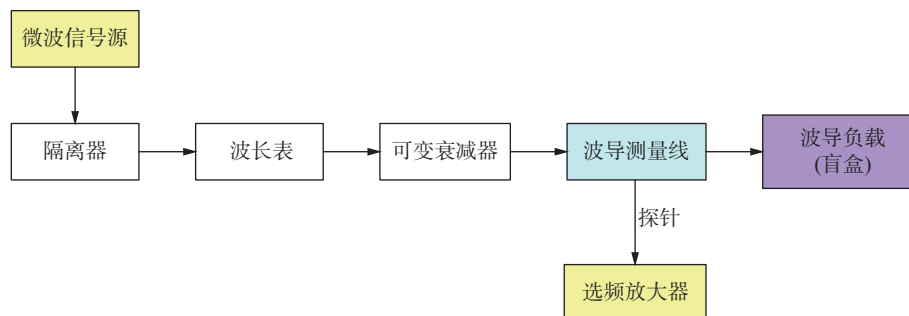 微波信号源
隔离器
波长表
可变衰减器
波导测量线
波导负载
(盲盒)
探针
选频放大器